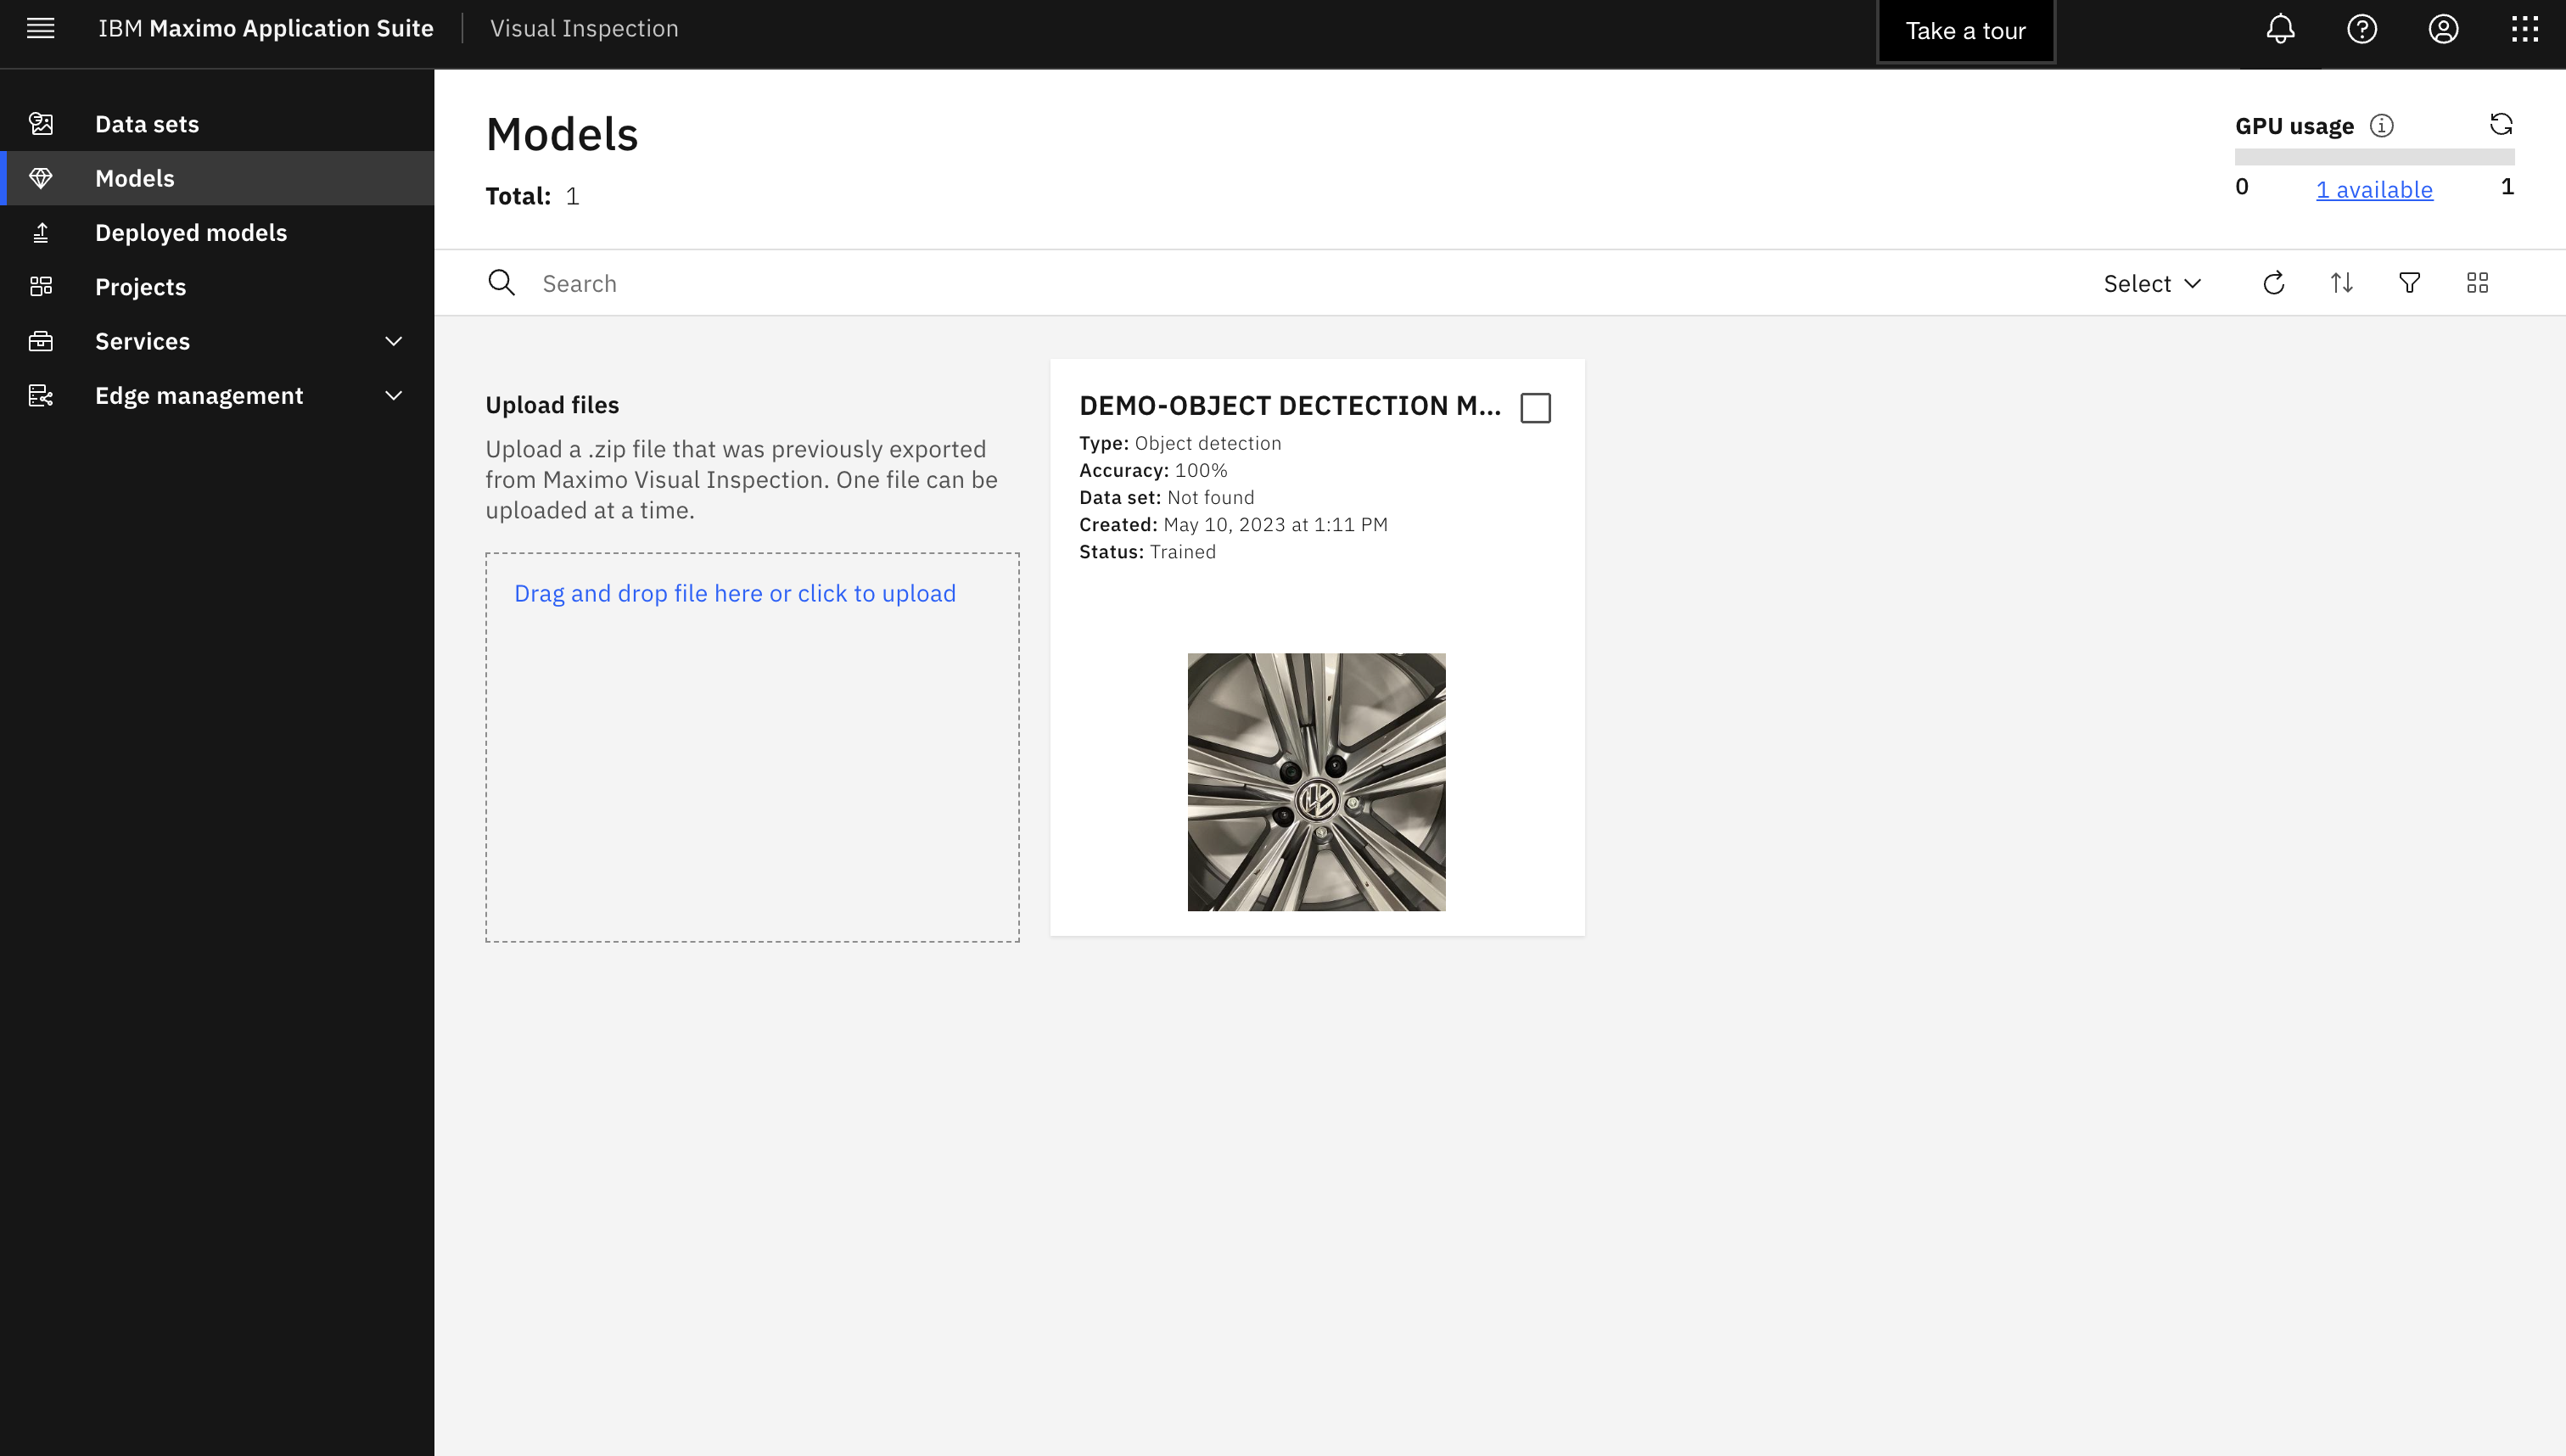 IBM Maximo Application Suite
Visual Inspection
Take a tour
Data sets
Models
Deployed models
Projects
Services
Edge management
Models
Total: 1
GPU usage
0
1 available
1
Search
Select
Upload files
Upload a .zip file that was previously exported
from Maximo Visual Inspection. One file can be
uploaded at a time.
Drag and drop file here or click to upload
DEMO-OBJECT DECTECTION M...
Type: Object detection
Accuracy: 100%
Data set: Not found
Created: May 10, 2023 at 1:11 PM
Status: Trained